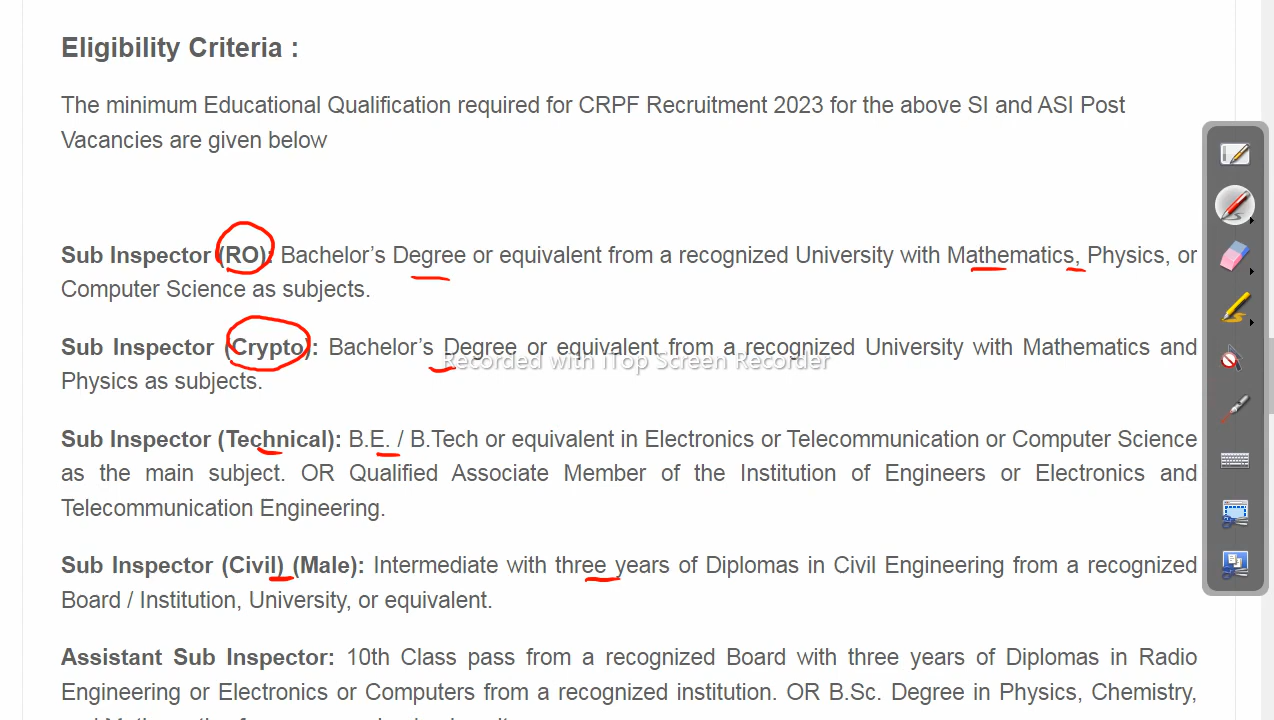 Eligibility Criteria :
The minimum Educational Qualification required for CRPF Recruitment 2023 for the above SI and ASI Post
Vacancies are given below
Sub Inspector (RO): Bachelor’s Degree or equivalent from a recognized University with Mathematics, Physics, or
Computer Science as subjects.
Sub Inspector (Crypto): Bachelor’s Degree or equivalent from a recognized University with Mathematics and
Recorded with iTop Screen Recorder
Physics as subjects.
Sub Inspector (Technical): B.E. / B.Tech or equivalent in Electronics or Telecommunication or Computer Science
as the main subject. OR Qualified Associate Member of the Institution of Engineers or Electronics and
Telecommunication Engineering.
Sub Inspector (Civil) (Male): Intermediate with three years of Diplomas in Civil Engineering from a recognized
Board / Institution, University, or equivalent.
Assistant Sub Inspector: 10th Class pass from a recognized Board with three years of Diplomas in Radio
Engineering or Electronics or Computers from a recognized institution. OR B.Sc. Degree in Physics, Chemistry,